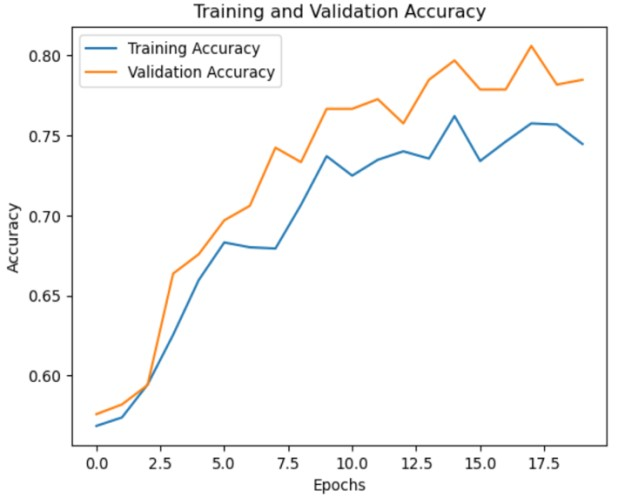 Training and Validation Accuracy
Training Accuracy
Validation Accuracy
Accuracy
0.80
0.75
0.70
0.65
0.60
0.0 2.5 5.0 7.5 10.0 12.5 15.0 17.5
Epochs